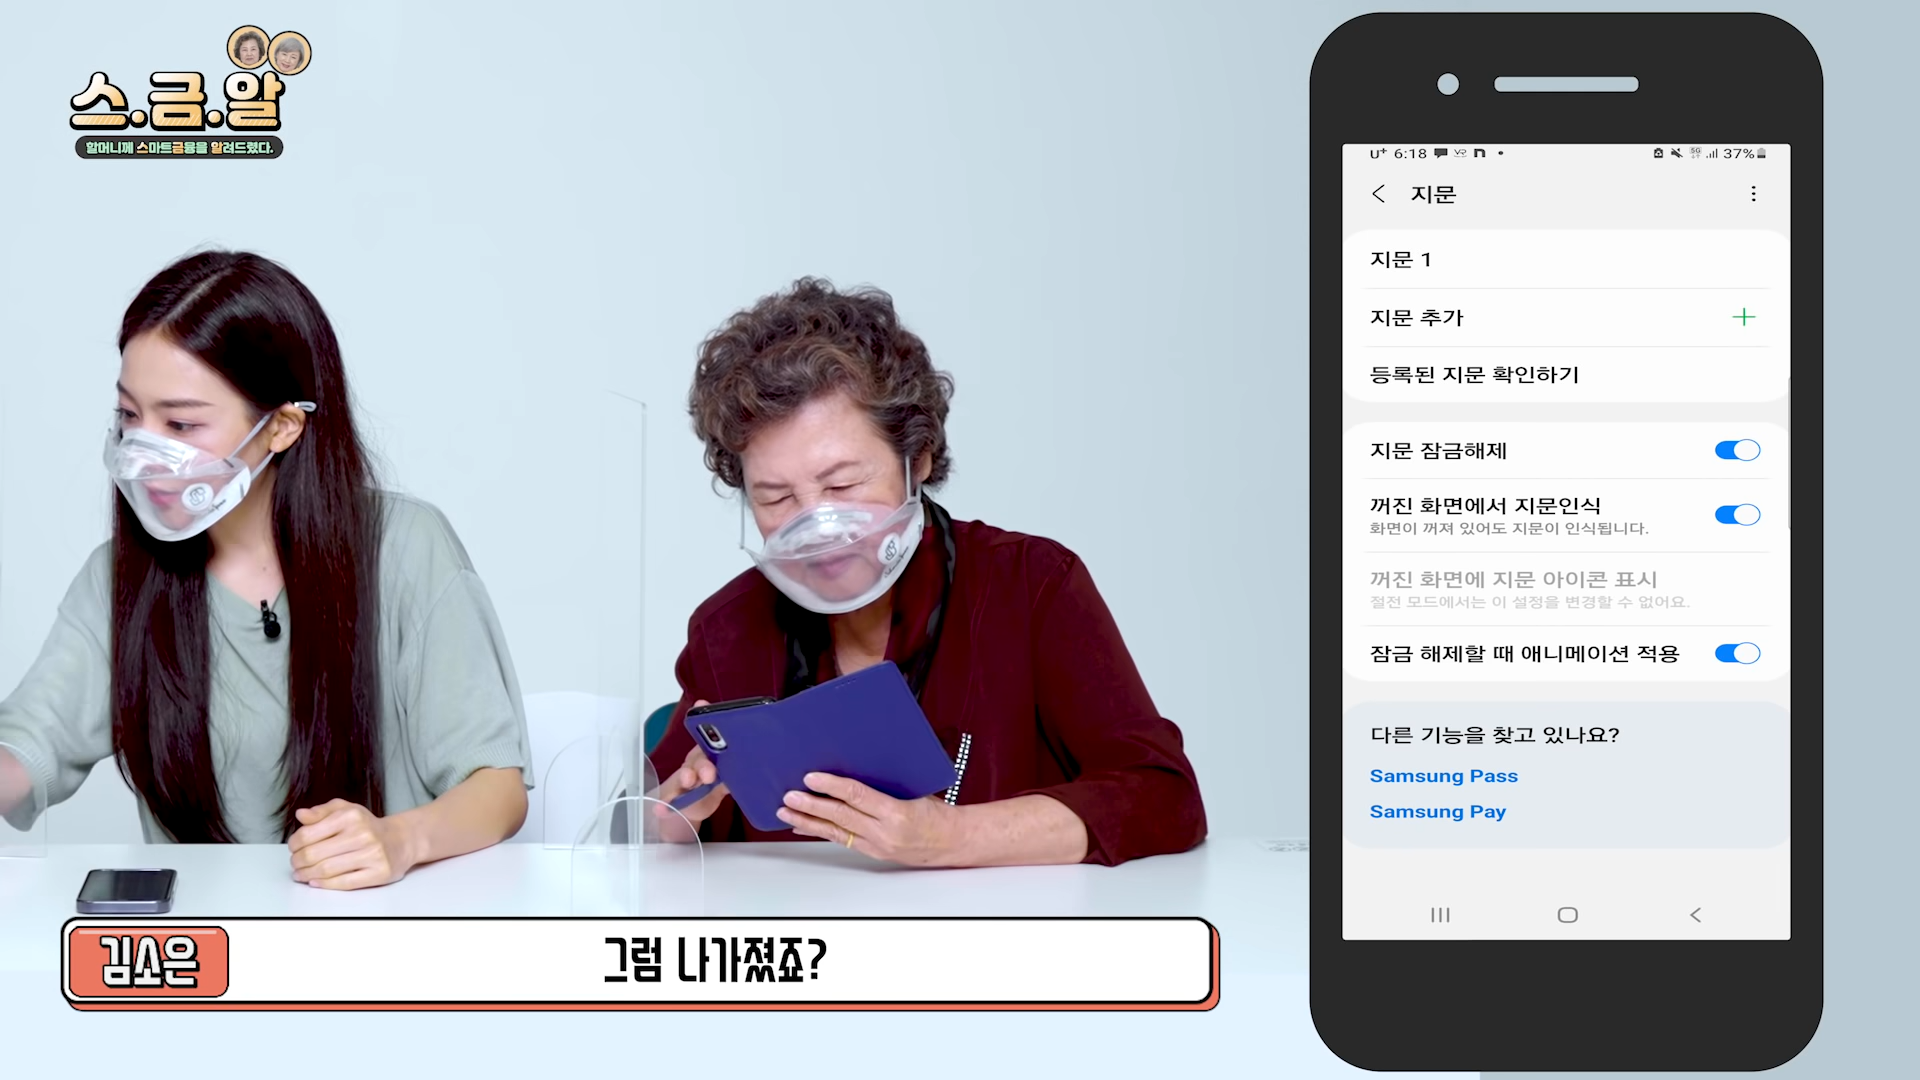 스.금.알
할머니께 스마트금융을 알려드렸다.
U+ 6:18
5G 37%
지문
지문 1
지문 추가
등록된 지문 확인하기
지문 잠금해제
꺼진 화면에서 지문인식
화면이 꺼져 있어도 지문이 인식됩니다.
꺼진 화면에 지문 아이콘 표시
절전 모드에서는 이 설정을 변경할 수 없어요.
잠금 해제할 때 애니메이션 적용
다른 기능을 찾고 있나요?
Samsung Pass
Samsung Pay
김소은
그럼 나가졌죠?